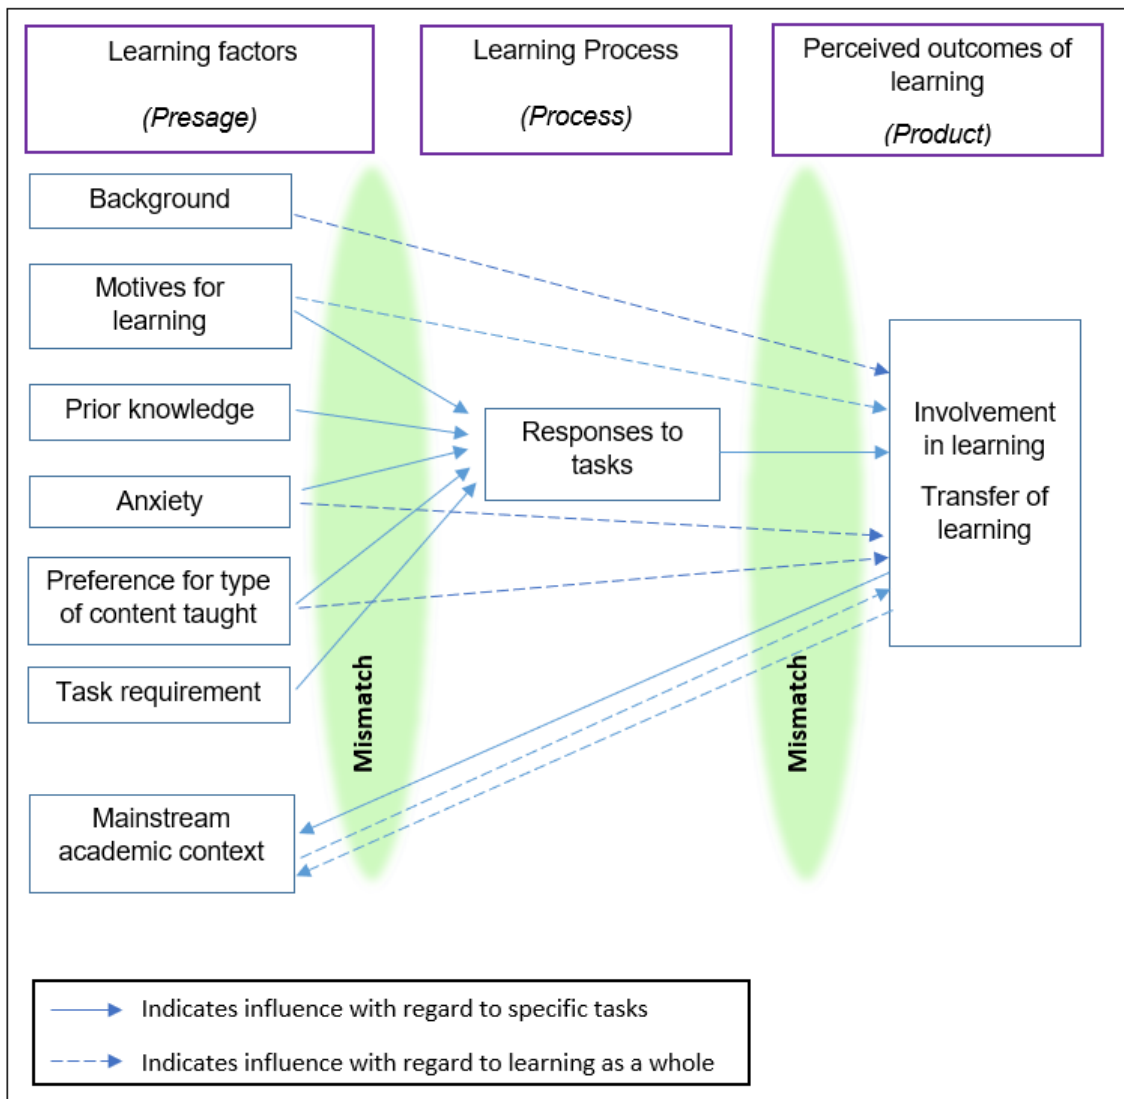 Learning factors
(Presage)
Learning Process
(Process)
Perceived outcomes of
learning
(Product)
Background
Motives for
learning
Prior knowledge
Anxiety
Preference for type
of content taught
Task requirement
Mainstream
academic context
Mismatch
Responses to
tasks
Mismatch
Involvement
in learning
Transfer of
learning
Indicates influence with regard to specific tasks
Indicates influence with regard to learning as a whole